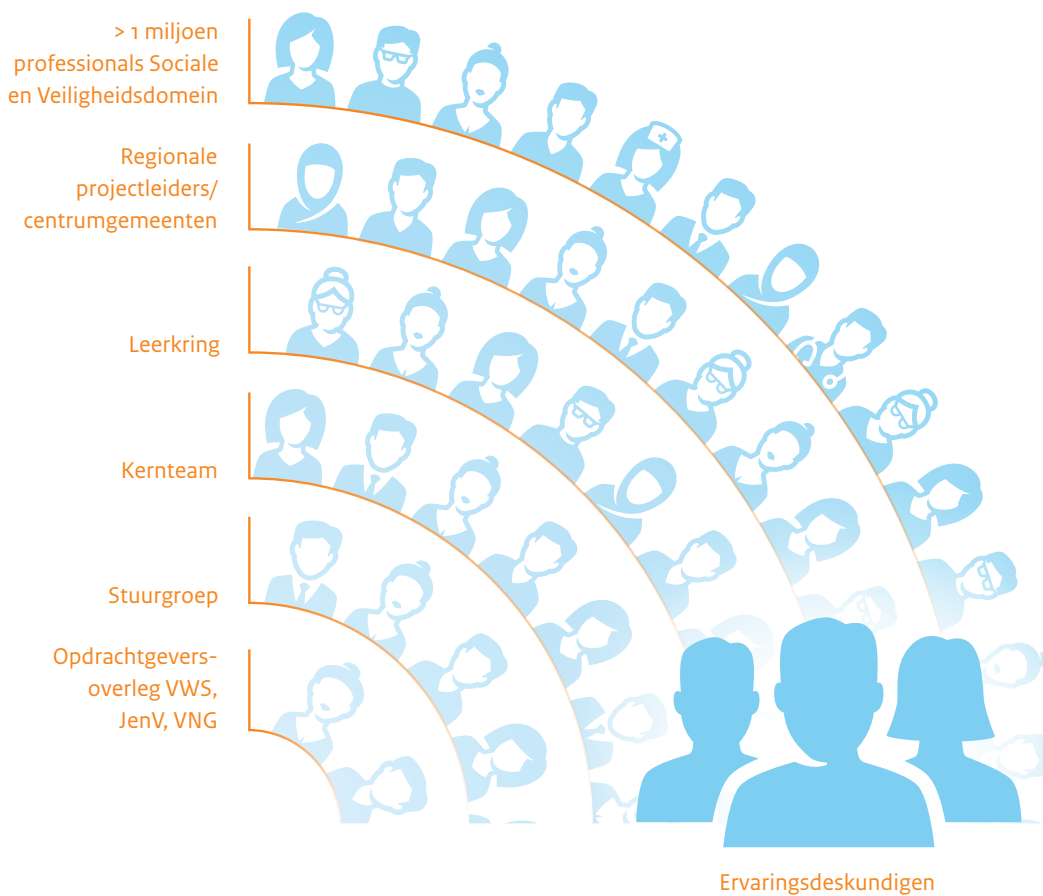 > 1 miljoen
professionals Sociale
en Veiligheidsdomein
Regionale
projectleiders/
centrumgemeenten
Leerkring
Kernteam
Stuurgroep
Opdrachtgevers-
overleg VWS,
JenV, VNG
Ervaringsdeskundigen